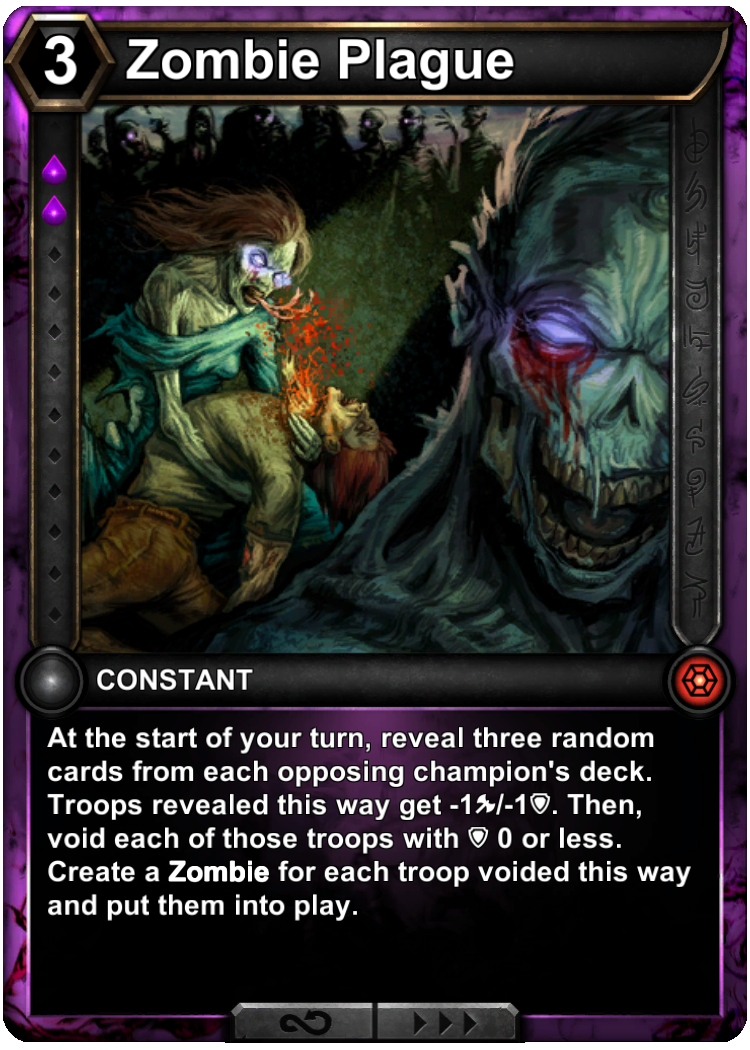 3 Zombie Plague
CONSTANT
At the start of your turn, reveal three random
cards from each opposing champion's deck.
Troops revealed this way get -1/-1. Then,
void each of those troops with 0 or less.
Create a Zombie for each troop voided this way
and put them into play.